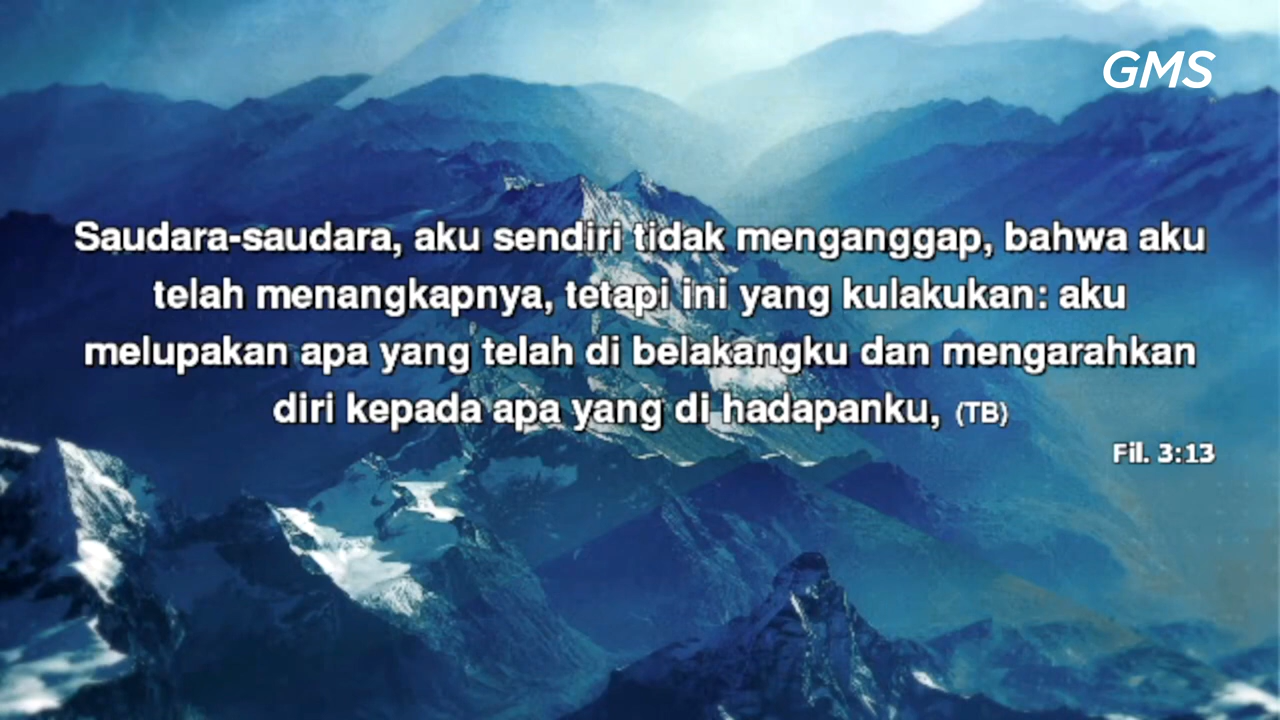 GMS
Saudara-saudara, aku sendiri tidak menganggap, bahwa aku
telah menangkapnya, tetapi ini yang kulakukan: aku
melupakan apa yang telah di belakangku dan mengarahkan
diri kepada apa yang di hadapanku, (TB)
Fil. 3:13